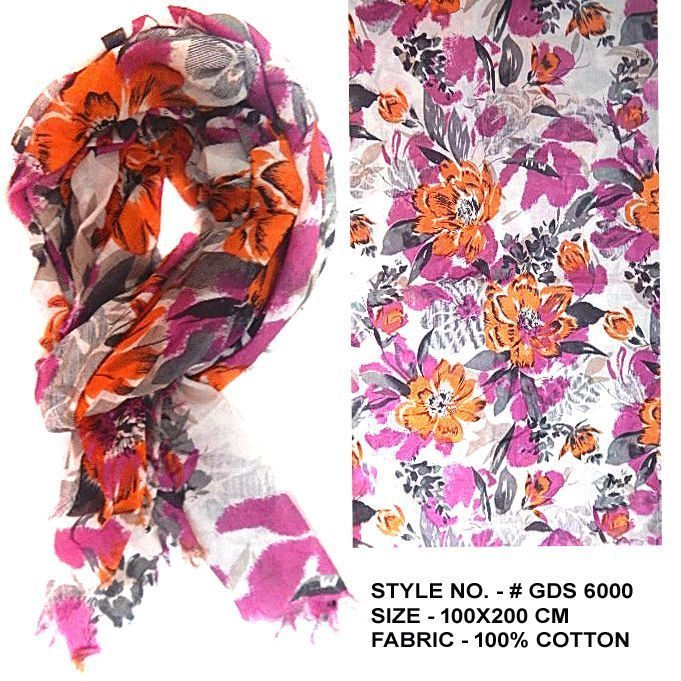 STYLE NO. - # GDS 6000
SIZE - 100X200 CM
FABRIC - 100% COTTON